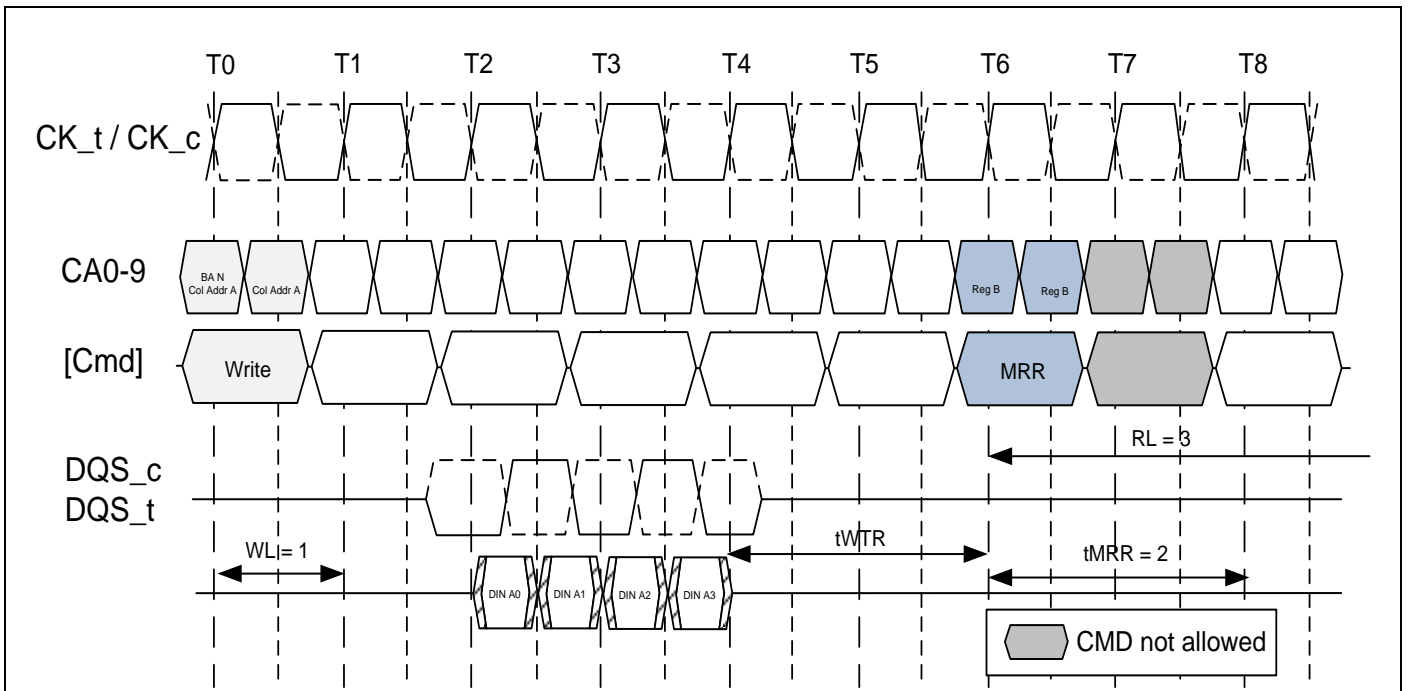 T0 T1 T2 T3 T4 T5 T6 T7 T8
CK_t / CK_c
CA0-9
BA N
Col Addr A
Col Addr A
Reg B
Reg B
[Cmd]
Write
MRR
RL = 3
DQS_c
DQS_t
WL = 1
tWTR
tMRR = 2
DIN A0
DIN A1
DIN A2
DIN A3
CMD not allowed